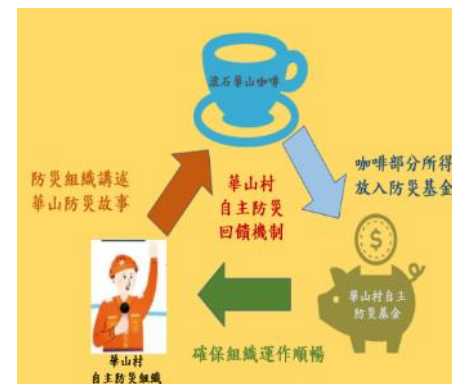 滾石華山咖啡
防災組織講述
華山防災故事
華山村
自主防災
回饋機制
咖啡部分所得
放入防災基金
$
華山村自主
防災基金
確保組織運作順暢
華山村
自主防災組織